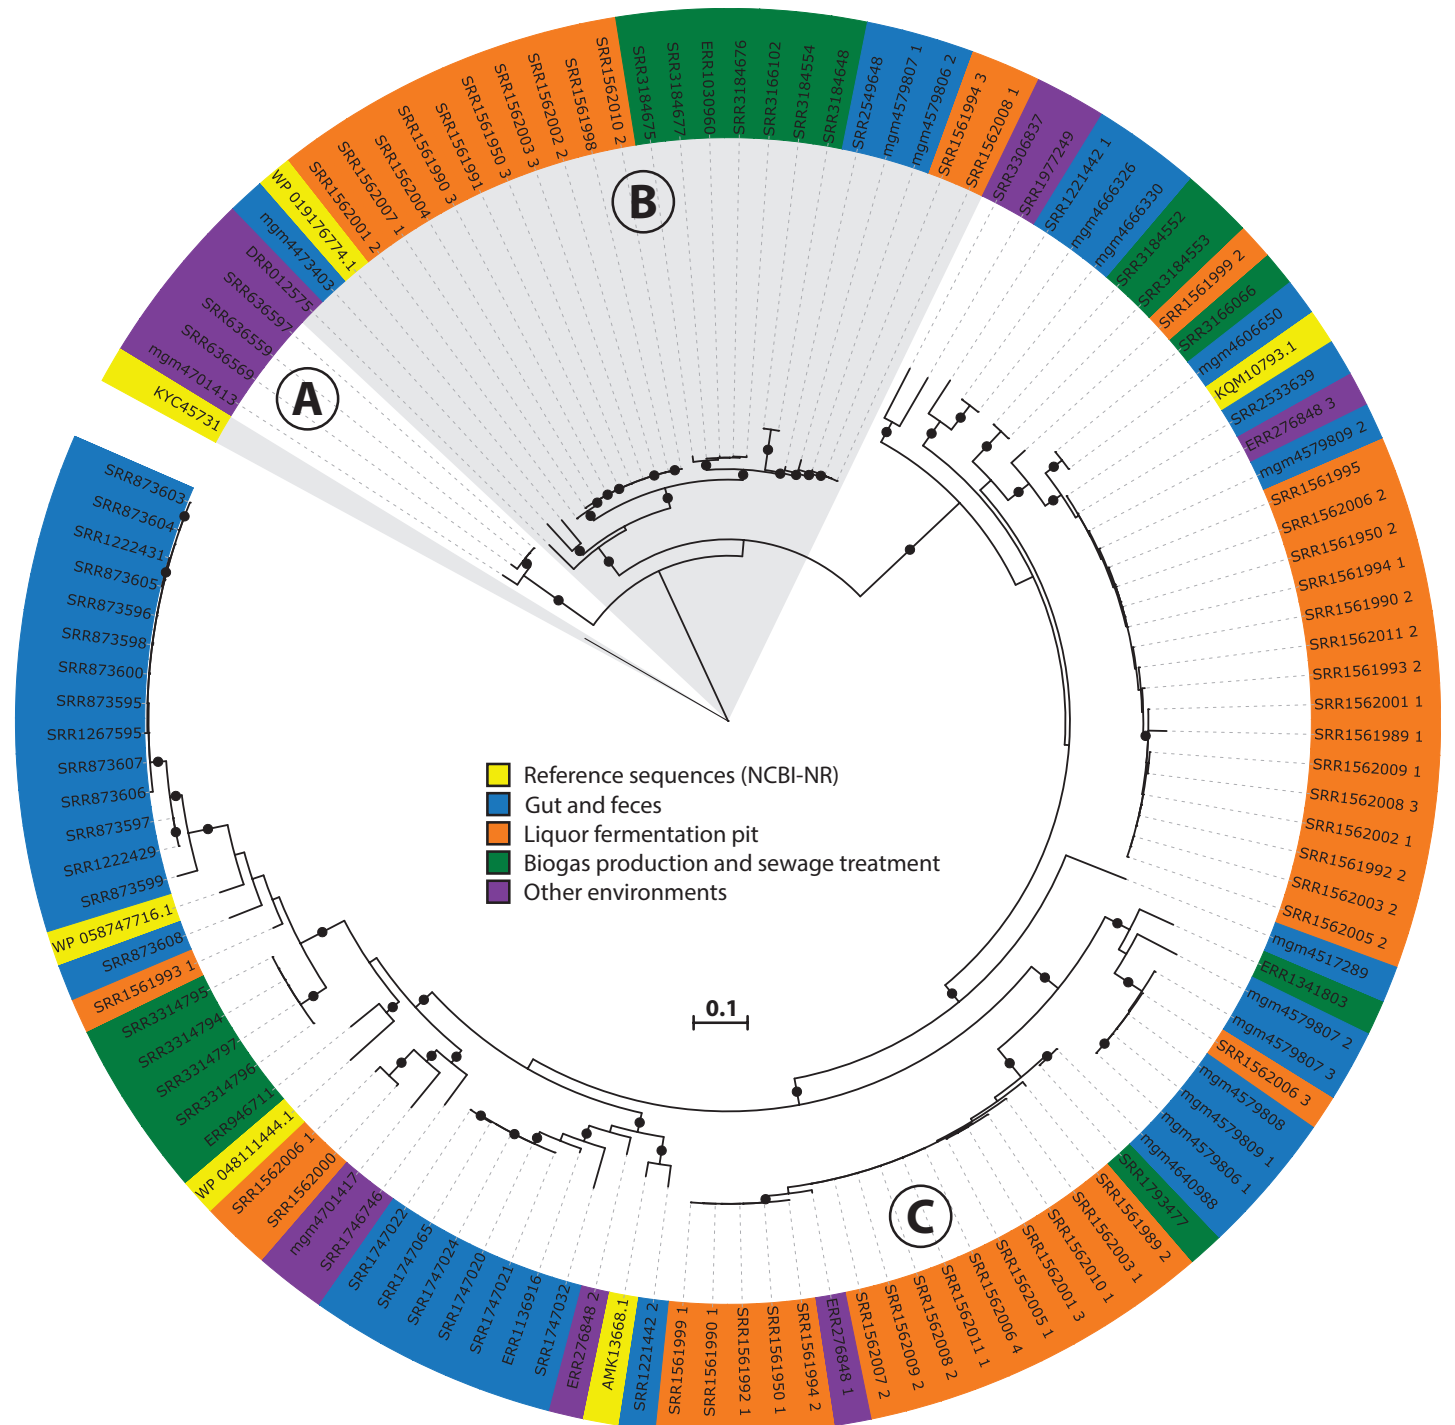 KYC45731
mgm4701413
SRR636569
SRR636559
SRR636597
DRR012575
mgm4473403
WP 019176774.1
SRR1562001 2
SRR1562007 1
SRR1562004
SRR1561990 3
SRR1561991
SRR1561950 3
SRR1562003 3
SRR1562002 2
SRR1561998
SRR1562010 2
SRR3184675
SRR3184677
ERR1030960
SRR3184676
SRR3166102
SRR3184554
SRR3184648
SRR2549648
mgm4579807 1
mgm4579806 2
SRR1561994 3
SRR1562008 1
SRR3306837
SRR1977249
SRR1221442 1
mgm4666326
mgm4666330
SRR3184552
SRR3184553
SRR1561999 2
SRR3166066
mgm4606650
KQM10793.1
SRR2533639
ERR276848 3
mgm4579809 2
SRR1561995
SRR1562006 2
SRR1561950 2
SRR1561994 1
SRR1561990 2
SRR1562011 2
SRR1561993 2
SRR1562001 1
SRR1561989 1
SRR1562009 1
SRR1562008 3
SRR1562002 1
SRR1561992 2
SRR1562003 2
SRR1562005 2
mgm4517289
ERR1341803
mgm4579807 2
mgm4579807 3
SRR1562006 3
mgm4579808
mgm4579809 1
mgm4579806 1
mgm4640988
SRR1793477
SRR1561989 2
SRR1562003 1
SRR1562010 1
SRR1562001 3
SRR1562005 1
SRR1562006 4
SRR1562011 1
SRR1562008 2
SRR1562009 2
SRR1562007 2
ERR276848 1
SRR1561994 2
SRR1561950 1
SRR1561992 1
SRR1561990 1
SRR1561999 1
SRR1221442 2
AMK13668.1
ERR276848 2
SRR1747032
ERR1136916
SRR1747021
SRR1747020
SRR1747024
SRR1747065
SRR1747022
SRR1746746
mgm4701417
SRR1562000
SRR1562006 1
WP 048111444.1
ERR946711
SRR3314796
SRR3314797
SRR3314794
SRR3314795
SRR1561993 1
SRR873608
WP 058747716.1
SRR873599
SRR1222429
SRR873597
SRR873606
SRR873607
SRR1267595
SRR873595
SRR873600
SRR873598
SRR873596
SRR873605
SRR1222431
SRR873604
SRR873603
A
B
C
Reference sequences (NCBI-NR)
Gut and feces
Liquor fermentation pit
Biogas production and sewage treatment
Other environments
0.1